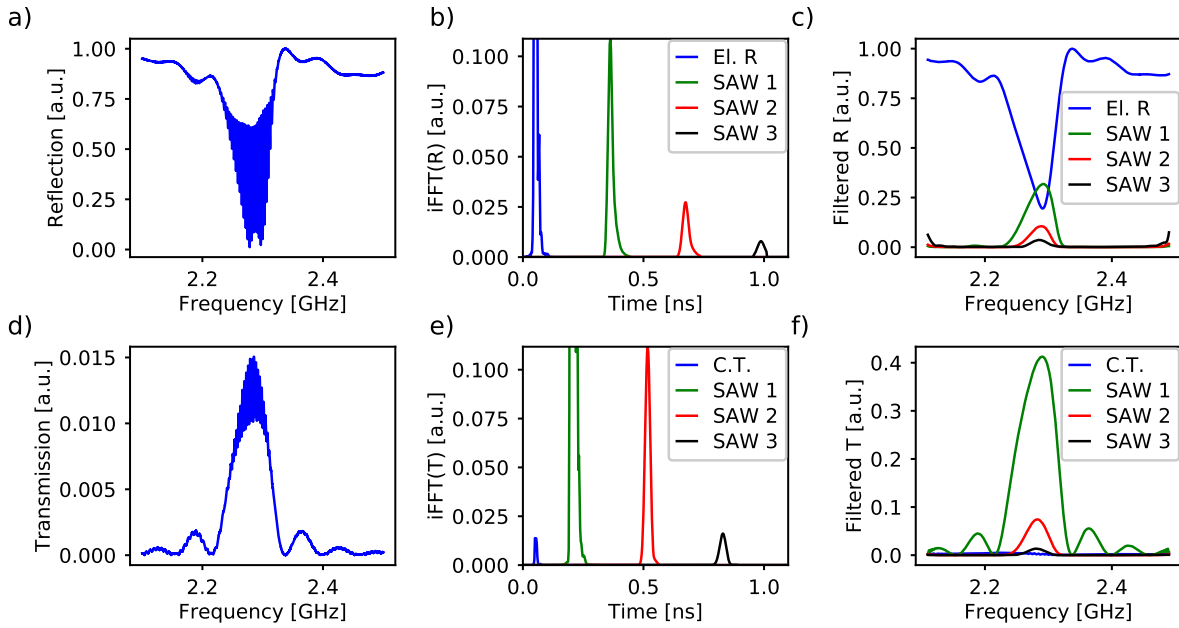 a)
1.00
0.75
0.50
0.25
0.00
Reflection [a.u.]
2.2
2.4
Frequency [GHz]
b)
0.100
0.075
0.050
0.025
0.000
iFFT(R) [a.u.]
El. R
SAW 1
SAW 2
SAW 3
0.0
0.5
1.0
Time [ns]
c)
1.00
0.75
0.50
0.25
0.00
Filtered R [a.u.]
El. R
SAW 1
SAW 2
SAW 3
2.2
2.4
Frequency [GHz]
d)
0.015
0.010
0.005
0.000
Transmission [a.u.]
2.2
2.4
Frequency [GHz]
e)
0.100
0.075
0.050
0.025
0.000
iFFT(T) [a.u.]
C.T.
SAW 1
SAW 2
SAW 3
0.0
0.5
1.0
Time [ns]
f)
0.4
0.3
0.2
0.1
0.0
Filtered T [a.u.]
C.T.
SAW 1
SAW 2
SAW 3
2.2
2.4
Frequency [GHz]